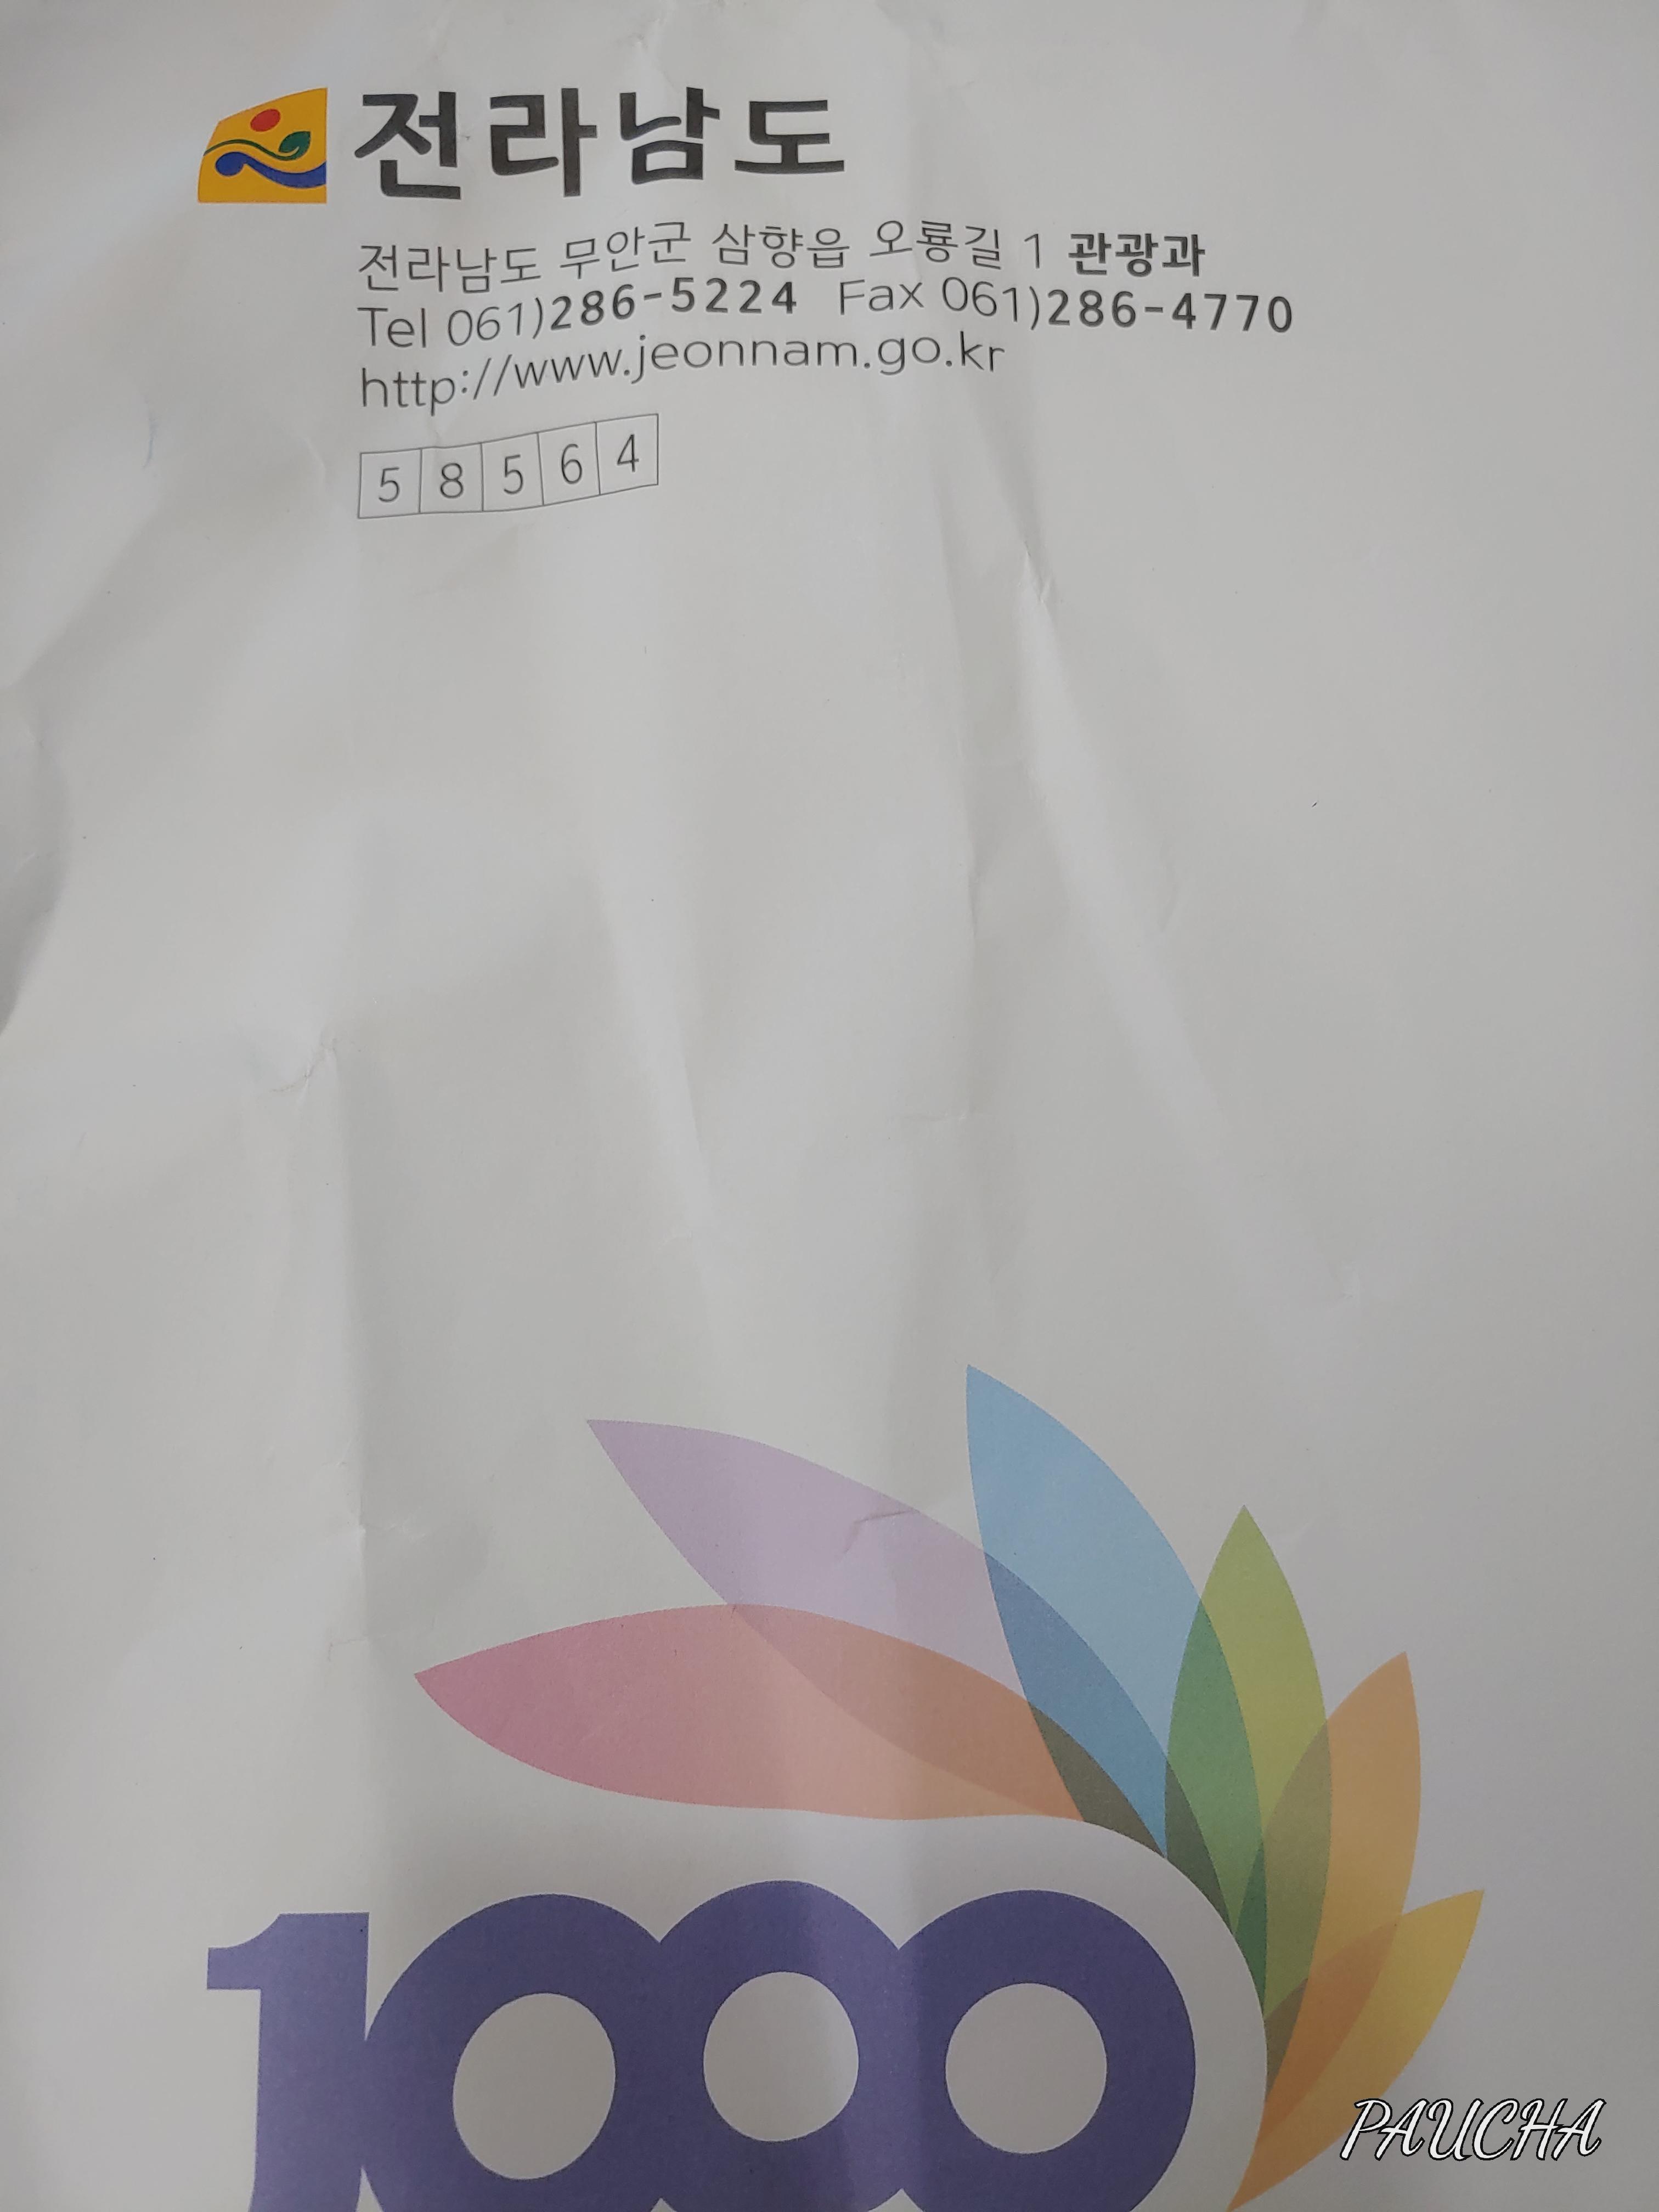 전라남도
전라남도 무안군 삼향읍 오룡길 1 관광과
Tel 061)286-5224 Fax 061)286-4770
http://www.jeonnam.go.kr
58564
1000
PAUCHA